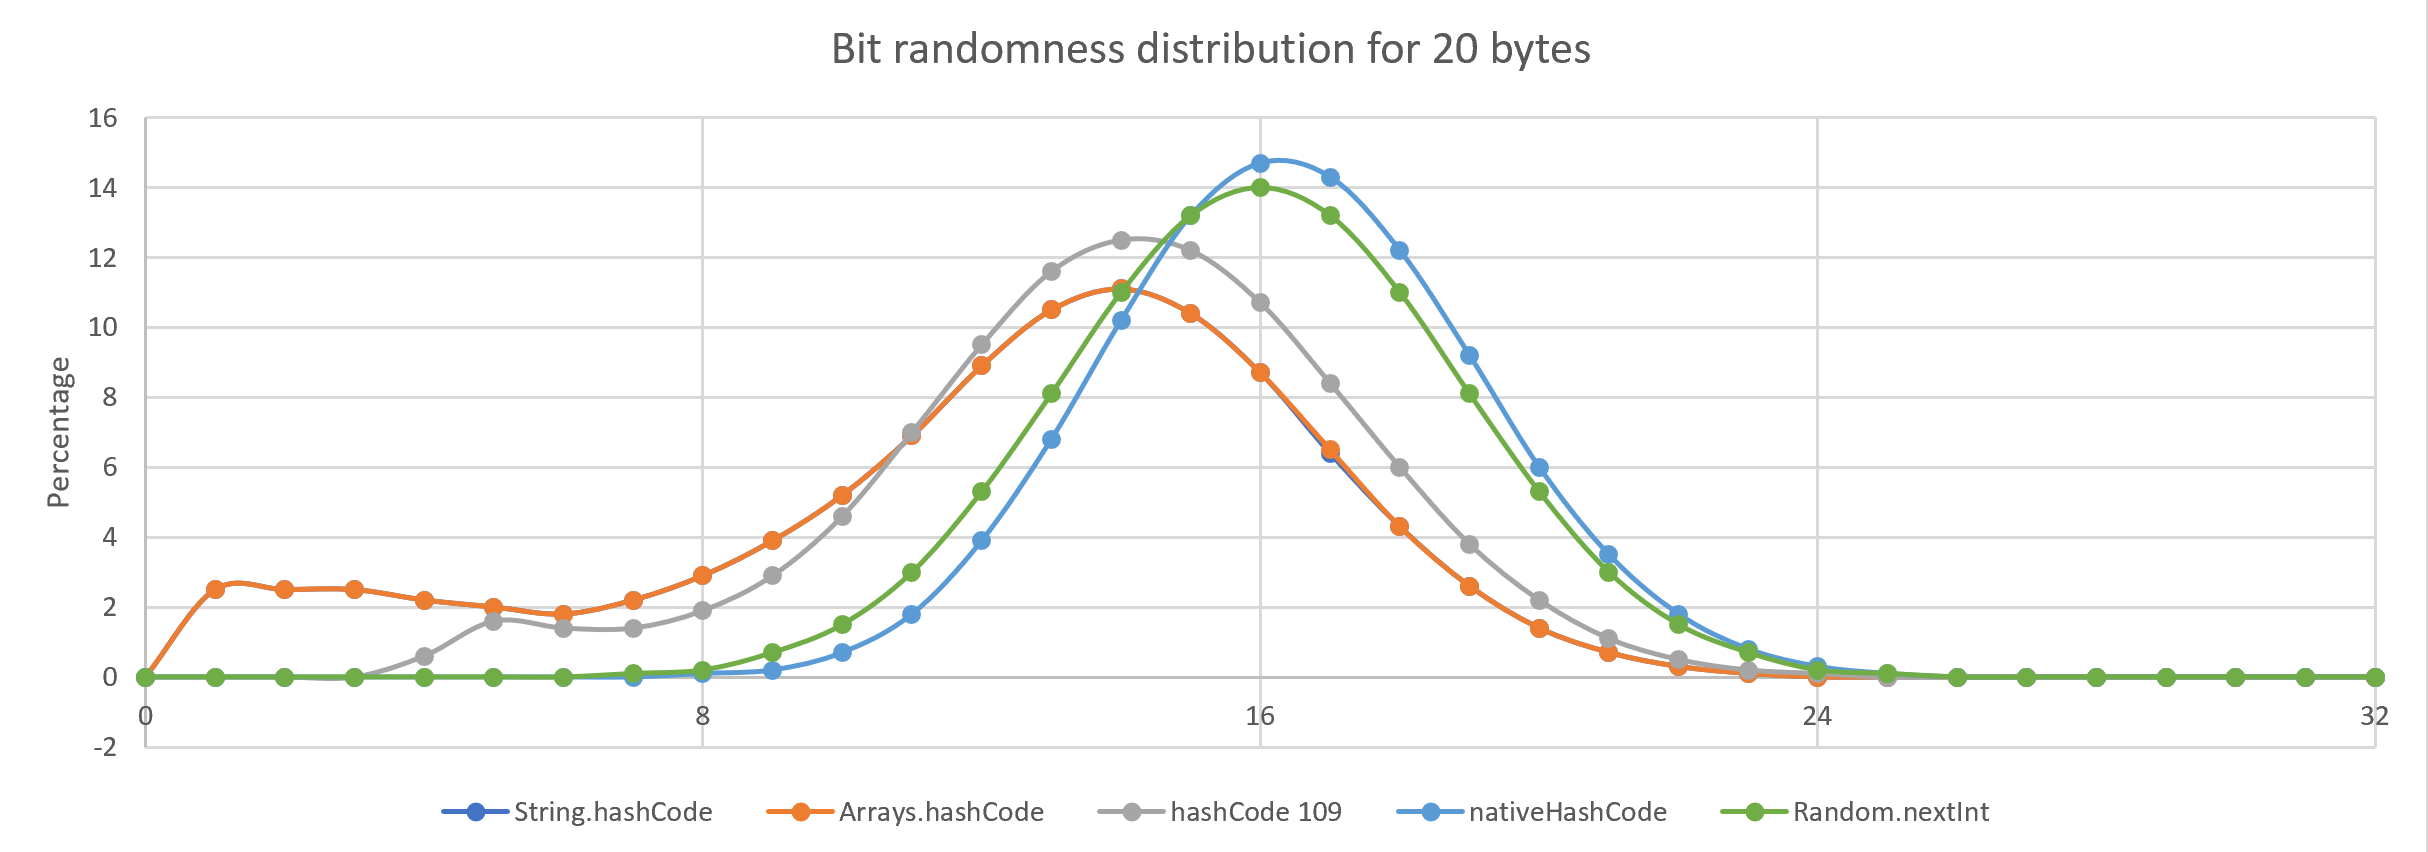 Bit randomness distribution for 20 bytes
16
14
12
10
8
6
4
2
0
-2
Percentage
0 8 16 24 32
String.hashCode Arrays.hashCode hashCode 109 nativeHashCode Random.nextInt